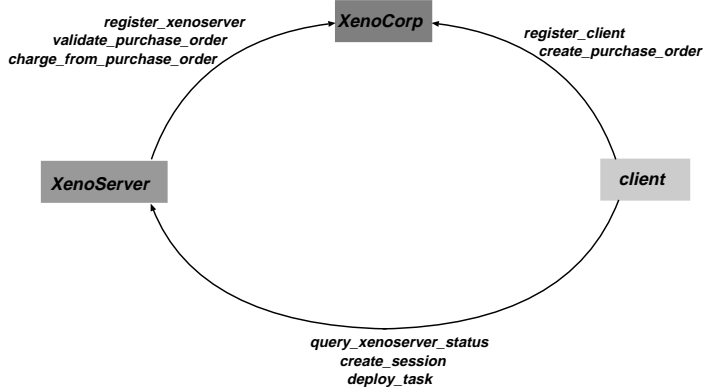 XenoCorp
register_xenoserver
validate_purchase_order
charge_from_purchase_order
register_client
create_purchase_order
XenoServer
client
query_xenoserver_status
create_session
deploy_task